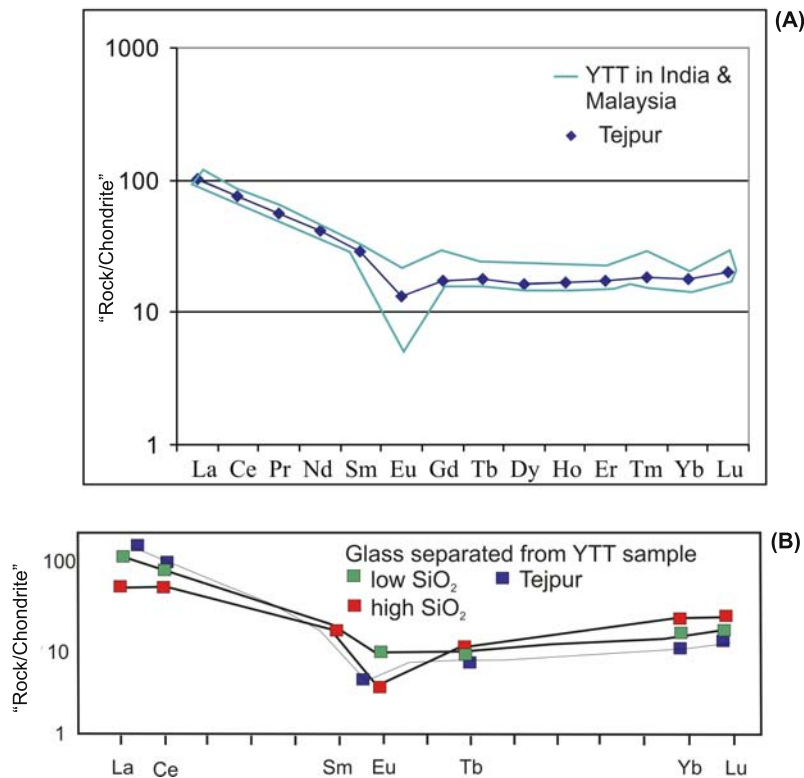 (A)
1000
YTT in India &
Malaysia
Tejpur
100
"Rock/Chondrite"
10
1
La Ce Pr Nd Sm Eu Gd Tb Dy Ho Er Tm Yb Lu
(B)
Glass separated from YTT sample
100
low SiO₂ Tejpur
high SiO₂
"Rock/Chondrite"
10
1
La Ce Sm Eu Tb Yb Lu